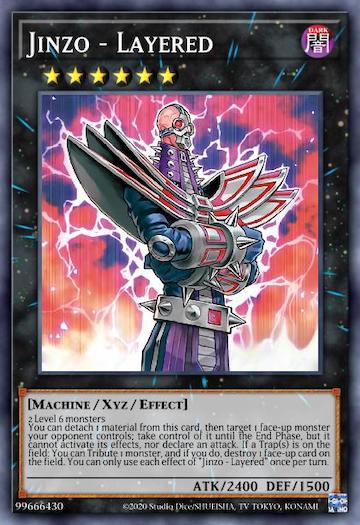 Jinzo - Layered
DARK
闇
[Machine / Xyz / Effect]
2 Level 6 monsters
You can detach 1 material from this card, then target 1 face-up monster
your opponent controls; take control of it until the End Phase, but it
cannot activate its effects, nor declare an attack. If a Trap(s) is on the
field: You can Tribute 1 monster, and if you do, destroy 1 face-up card on
the field. You can only use each effect of "Jinzo - Layered" once per turn.
ATK/2400 DEF/1500
99666430
©2020 Studio Dice/SHUEISHA, TV TOKYO, KONAMI